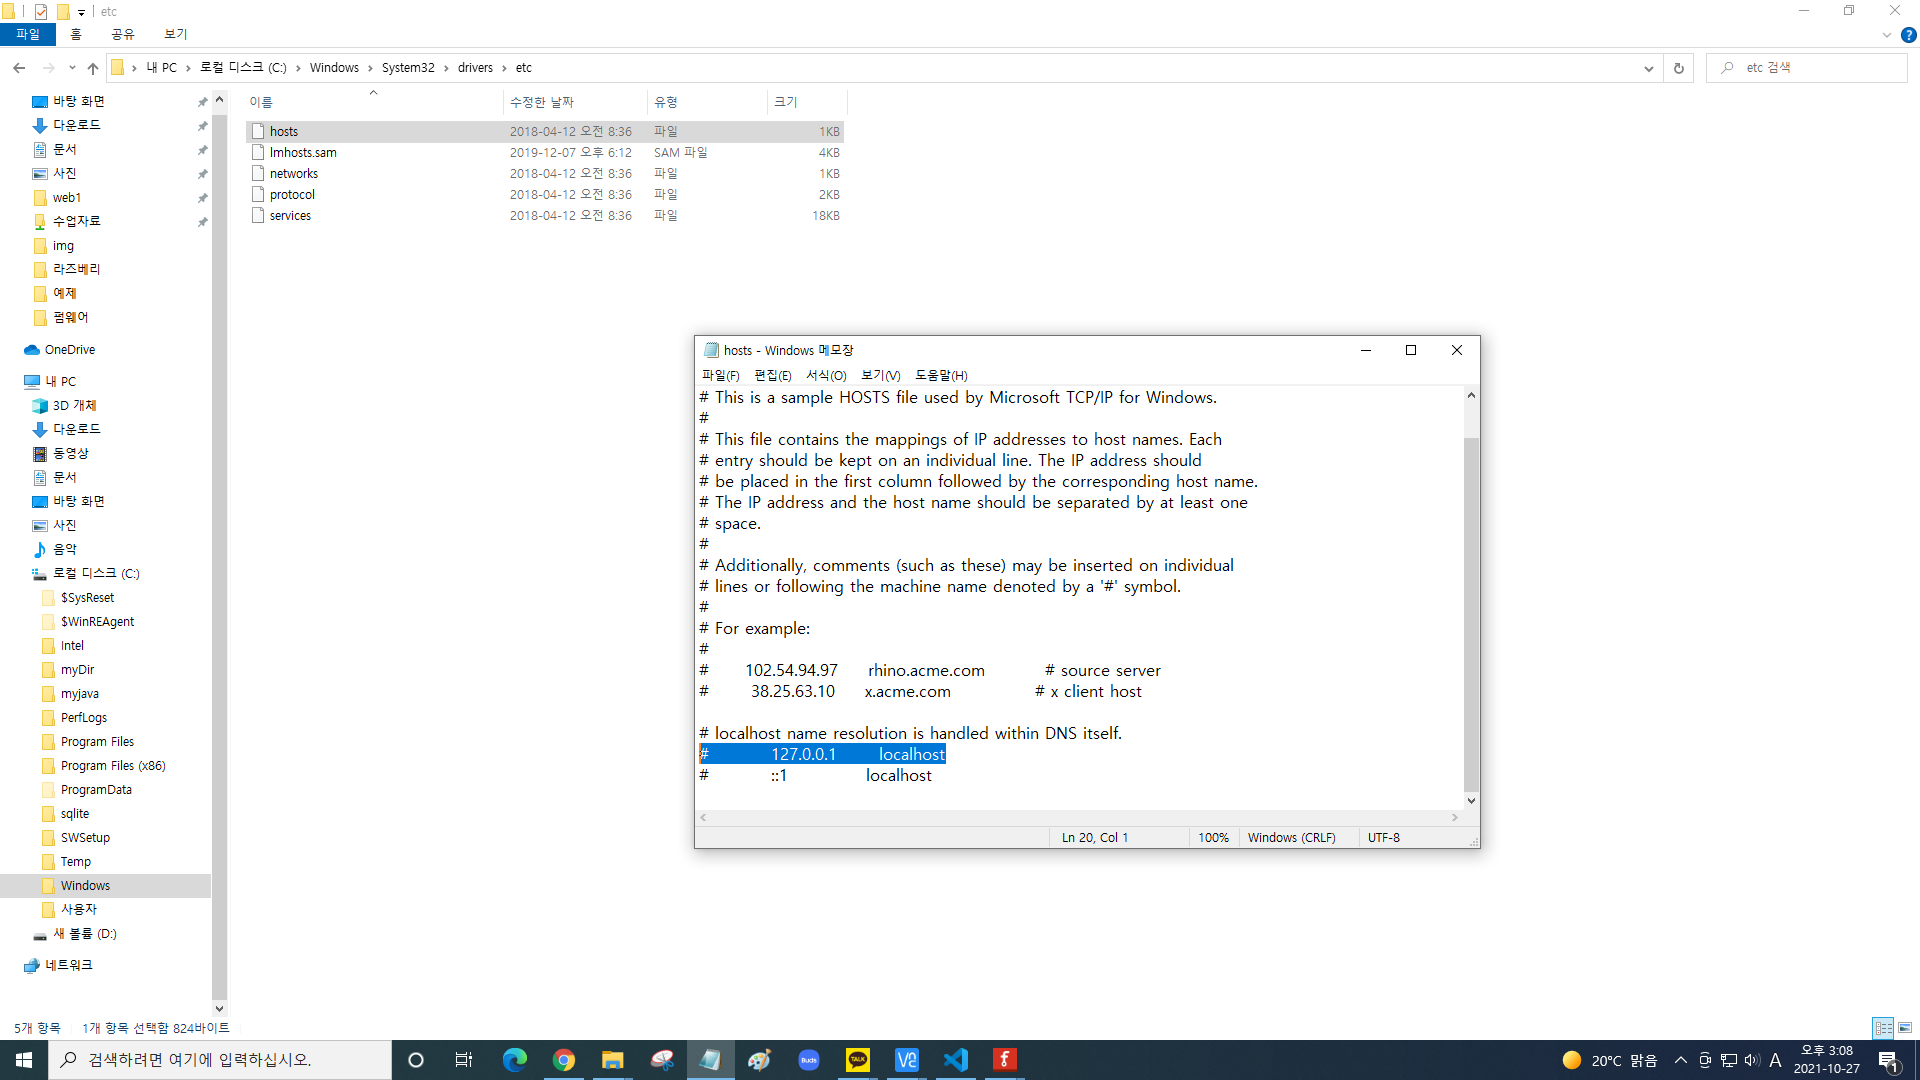 etc
파일 홈 공유 보기
내 PC 로컬 디스크 (C:) Windows System32 drivers etc
etc 검색
이름 수정한 날짜 유형 크기
hosts 2018-04-12 오전 8:36 파일 1KB
lmhosts.sam 2019-12-07 오후 6:12 SAM 파일 4KB
networks 2018-04-12 오전 8:36 파일 1KB
protocol 2018-04-12 오전 8:36 파일 2KB
services 2018-04-12 오전 8:36 파일 18KB
바탕 화면
다운로드
문서
사진
web1
수업자료
img
라즈베리
예제
펌웨어
OneDrive
내 PC
3D 개체
다운로드
동영상
문서
바탕 화면
사진
음악
로컬 디스크 (C:)
$SysReset
$WinREAgent
Intel
myDir
myjava
PerfLogs
Program Files
Program Files (x86)
ProgramData
sqlite
SWSetup
Temp
Windows
사용자
새 볼륨 (D:)
네트워크
5개 항목 1개 항목 선택함 824바이트
hosts - Windows 메모장
파일(F) 편집(E) 서식(O) 보기(V) 도움말(H)
# This is a sample HOSTS file used by Microsoft TCP/IP for Windows.
#
# This file contains the mappings of IP addresses to host names. Each
# entry should be kept on an individual line. The IP address should
# be placed in the first column followed by the corresponding host name.
# The IP address and the host name should be separated by at least one
# space.
#
# Additionally, comments (such as these) may be inserted on individual
# lines or following the machine name denoted by a '#' symbol.
#
# For example:
#
# 102.54.94.97 rhino.acme.com # source server
# 38.25.63.10 x.acme.com # x client host
# localhost name resolution is handled within DNS itself.
# 127.0.0.1 localhost
# ::1 localhost
Ln 20, Col 1 100% Windows (CRLF) UTF-8
검색하려면 여기에 입력하십시오.
Buds
TALK
20°C 맑음
A
오후 3:08
2021-10-27
1